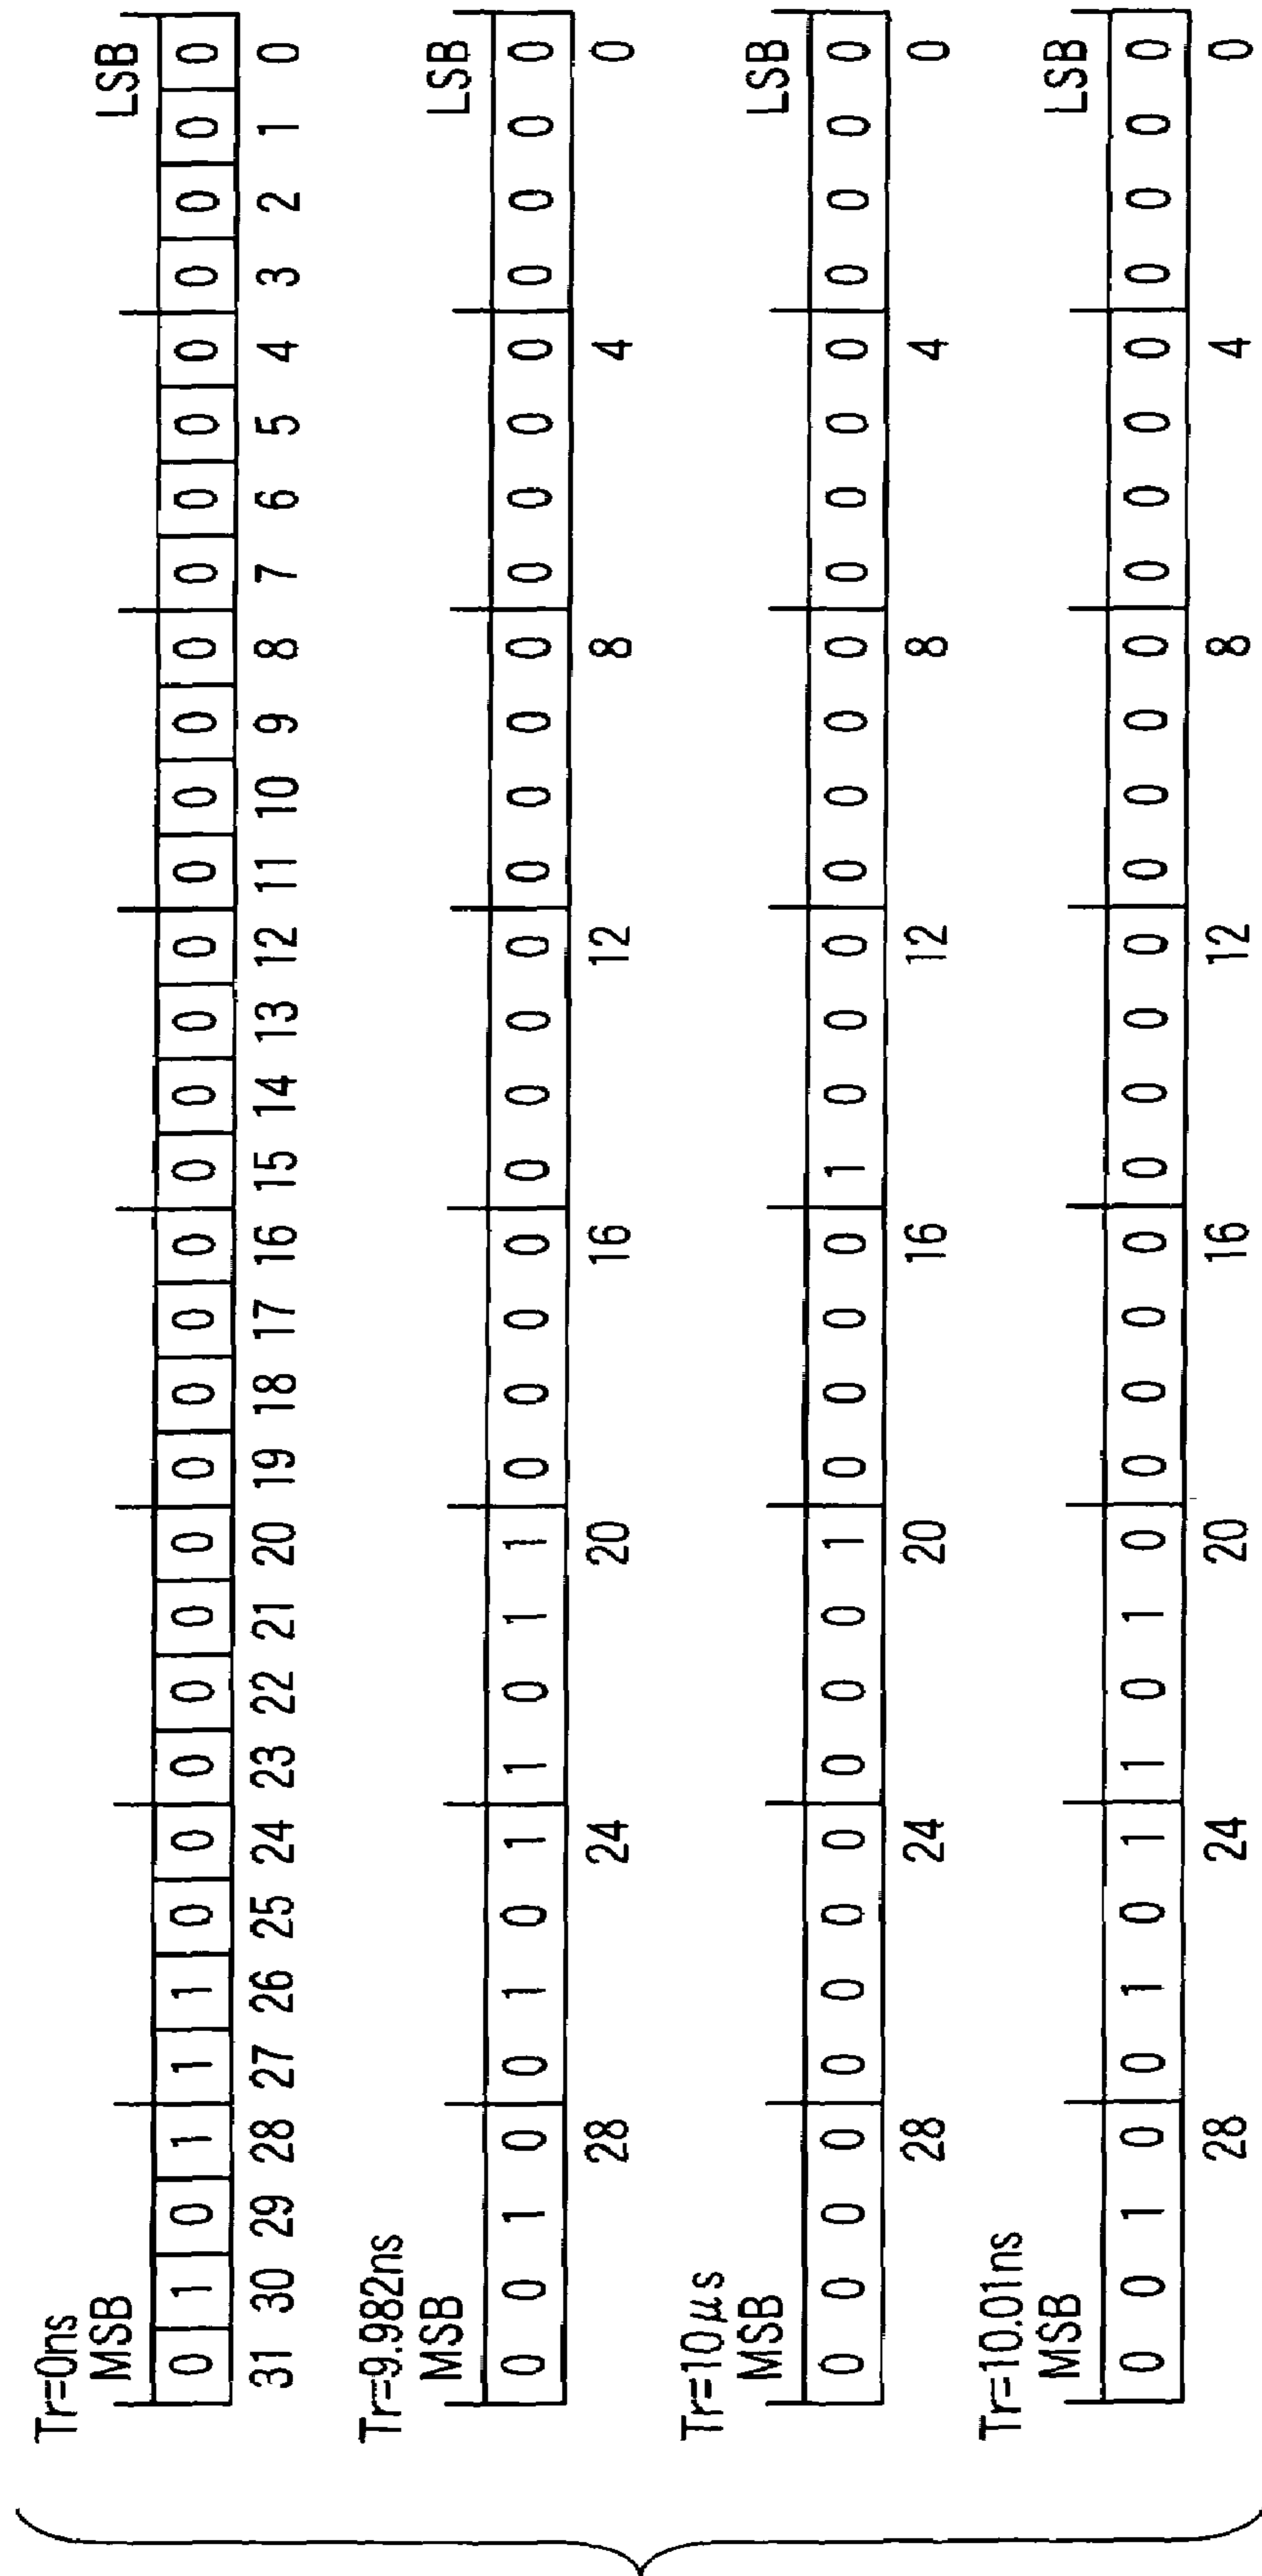 Tr=0ns
MSB LSB
0 1 0 1 1 1 0 0 0 0 0 0 0 0 0 0 0 0 0 0 0 0 0 0 0 0 0 0 0 0 0 0
31 30 29 28 27 26 25 24 23 22 21 20 19 18 17 16 15 14 13 12 11 10 9 8 7 6 5 4 3 2 1 0
Tr=9.982ns
MSB LSB
0 0 1 0 0 1 0 1 1 0 1 1 0 0 0 0 0 0 0 0 0 0 0 0 0 0 0 0 0 0 0 0
28 24 20 16 12 8 4 0
Tr=10μs
MSB LSB
0 0 0 0 0 0 0 0 0 0 0 1 0 0 0 0 1 0 0 0 0 0 0 0 0 0 0 0 0 0 0 0
28 24 20 16 12 8 4 0
Tr=10.01ns
MSB LSB
0 0 1 0 0 1 0 1 1 0 1 0 0 0 0 0 0 0 0 0 0 0 0 0 0 0 0 0 0 0 0 0
28 24 20 16 12 8 4 0